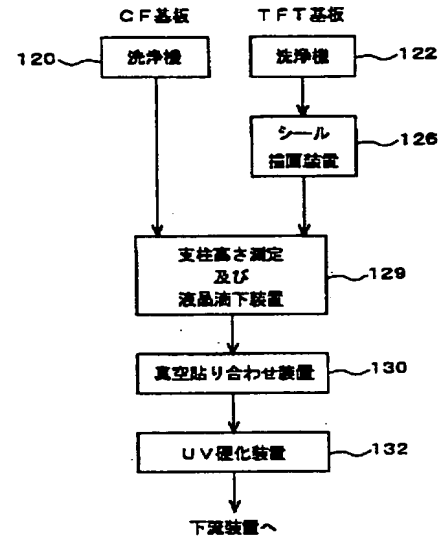 CF基板
TFT基板
120
洗浄機
洗浄機
122
シール
描画装置
126
支柱高さ測定
及び
液晶滴下装置
129
真空貼り合わせ装置
130
UV硬化装置
132
下流装置へ